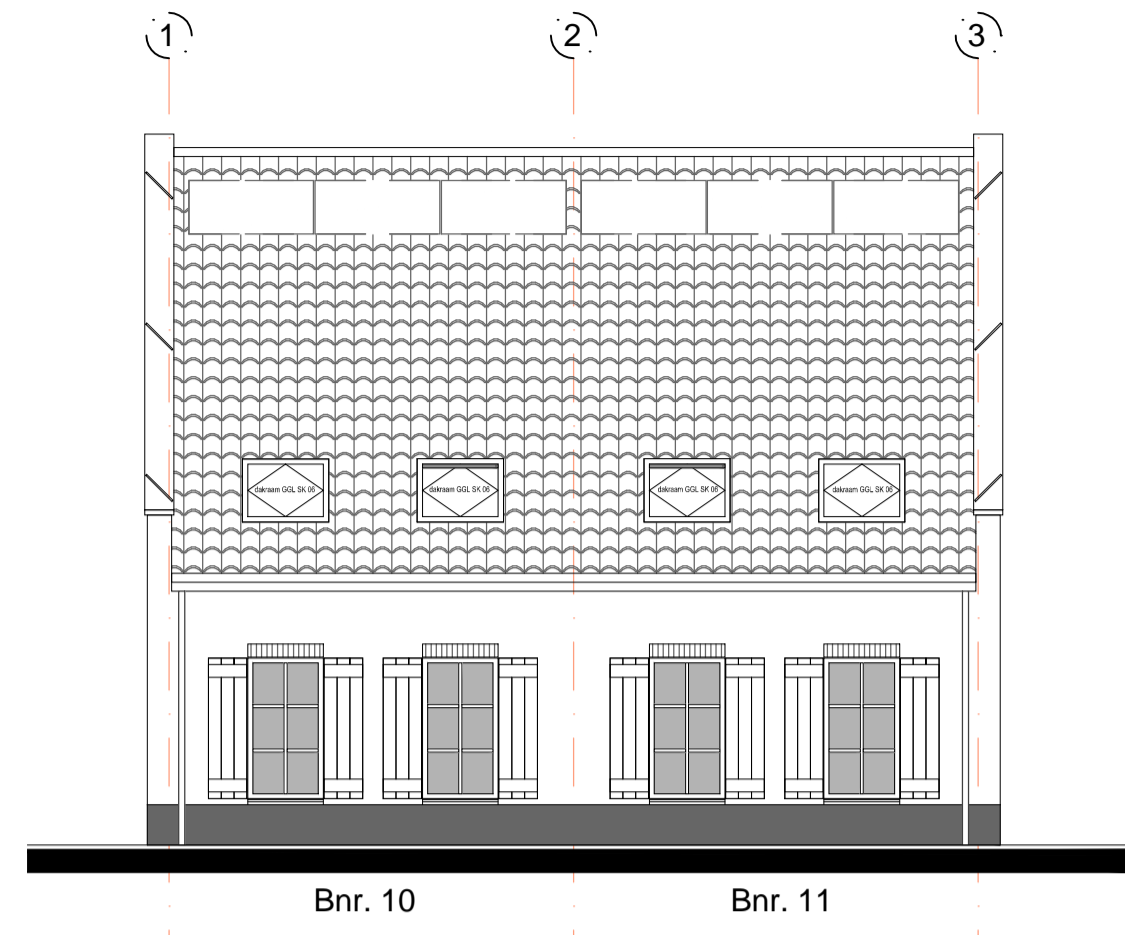 1 2 3
dakraam GGL SK 06 dakraam GGL SK 06 dakraam GGL SK 06 dakraam GGL SK 06
Bnr. 10 Bnr. 11